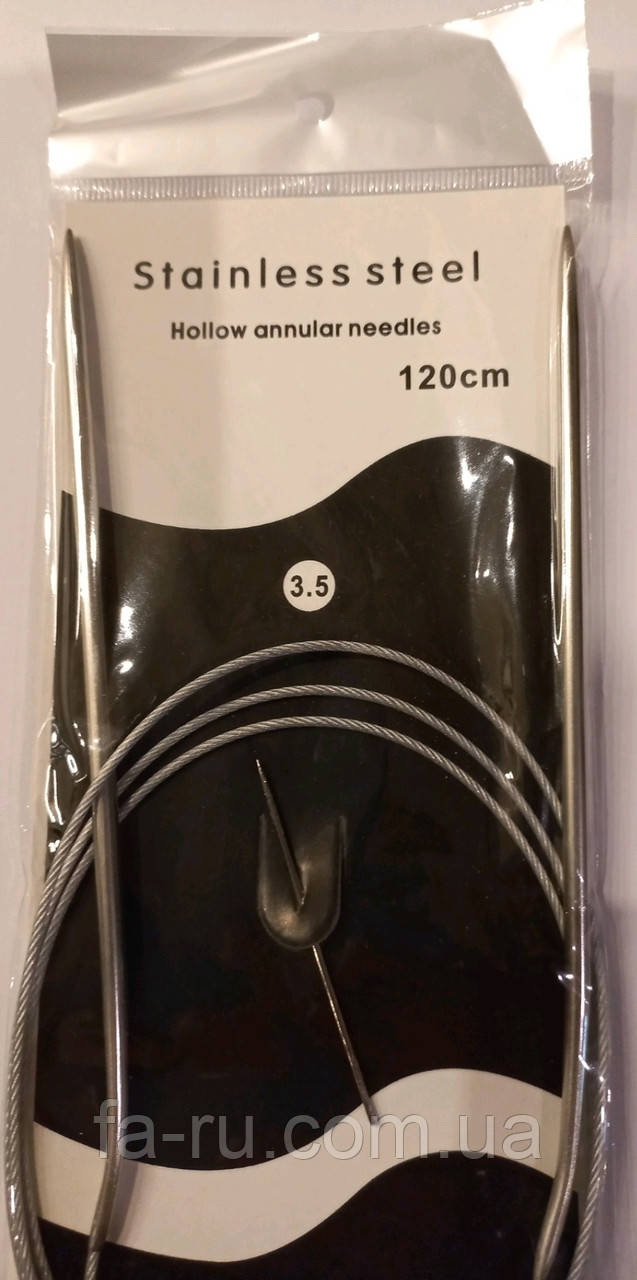 Stainless steel
Hollow annular needles
120cm
3.5
fa-ru.com.ua